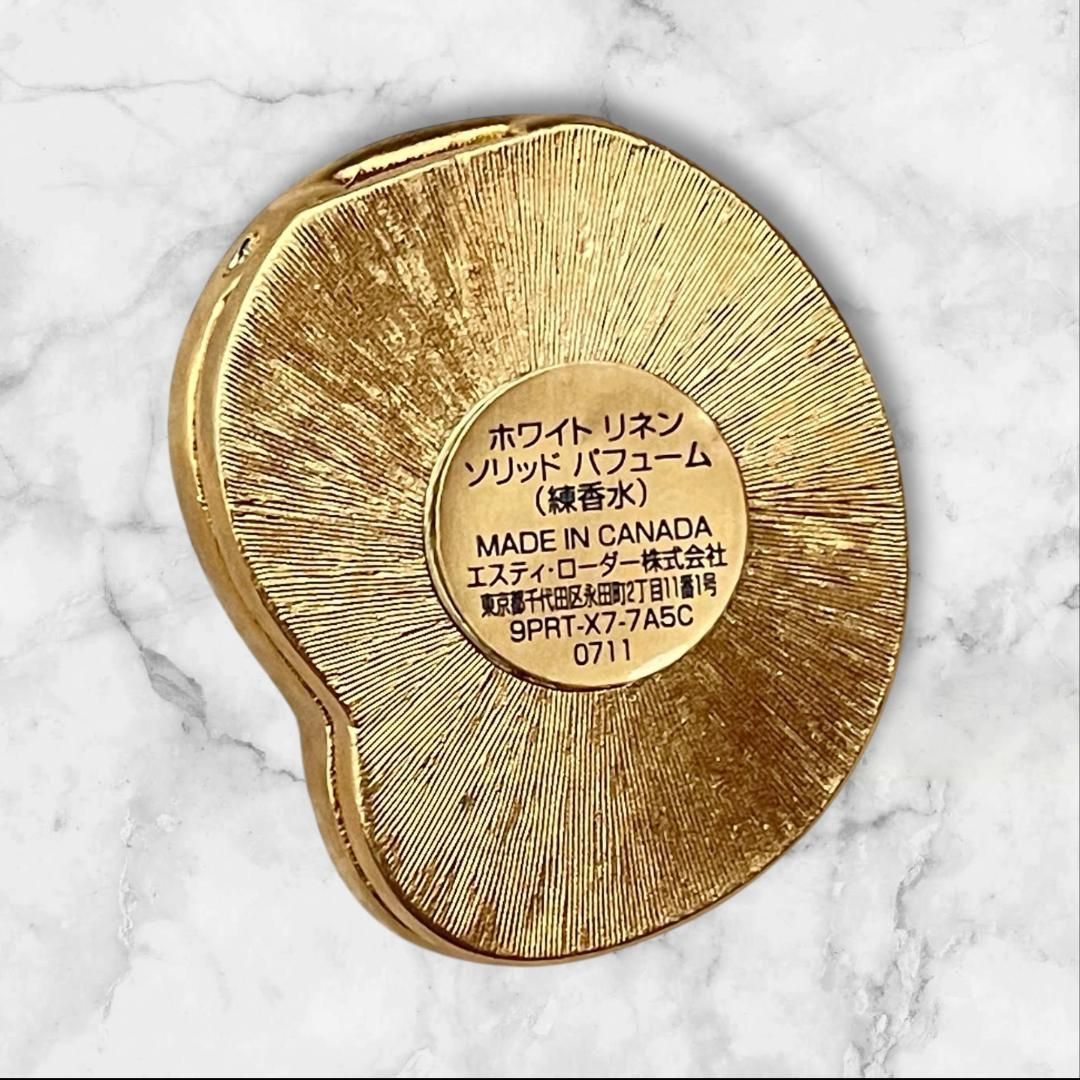 ホワイト リネン
ソリッド パフューム
(練香水)
MADE IN CANADA
エスティ・ローダー株式会社
東京都千代田区永田町2丁目11番1号
9PRT-X7-7A5C
0711